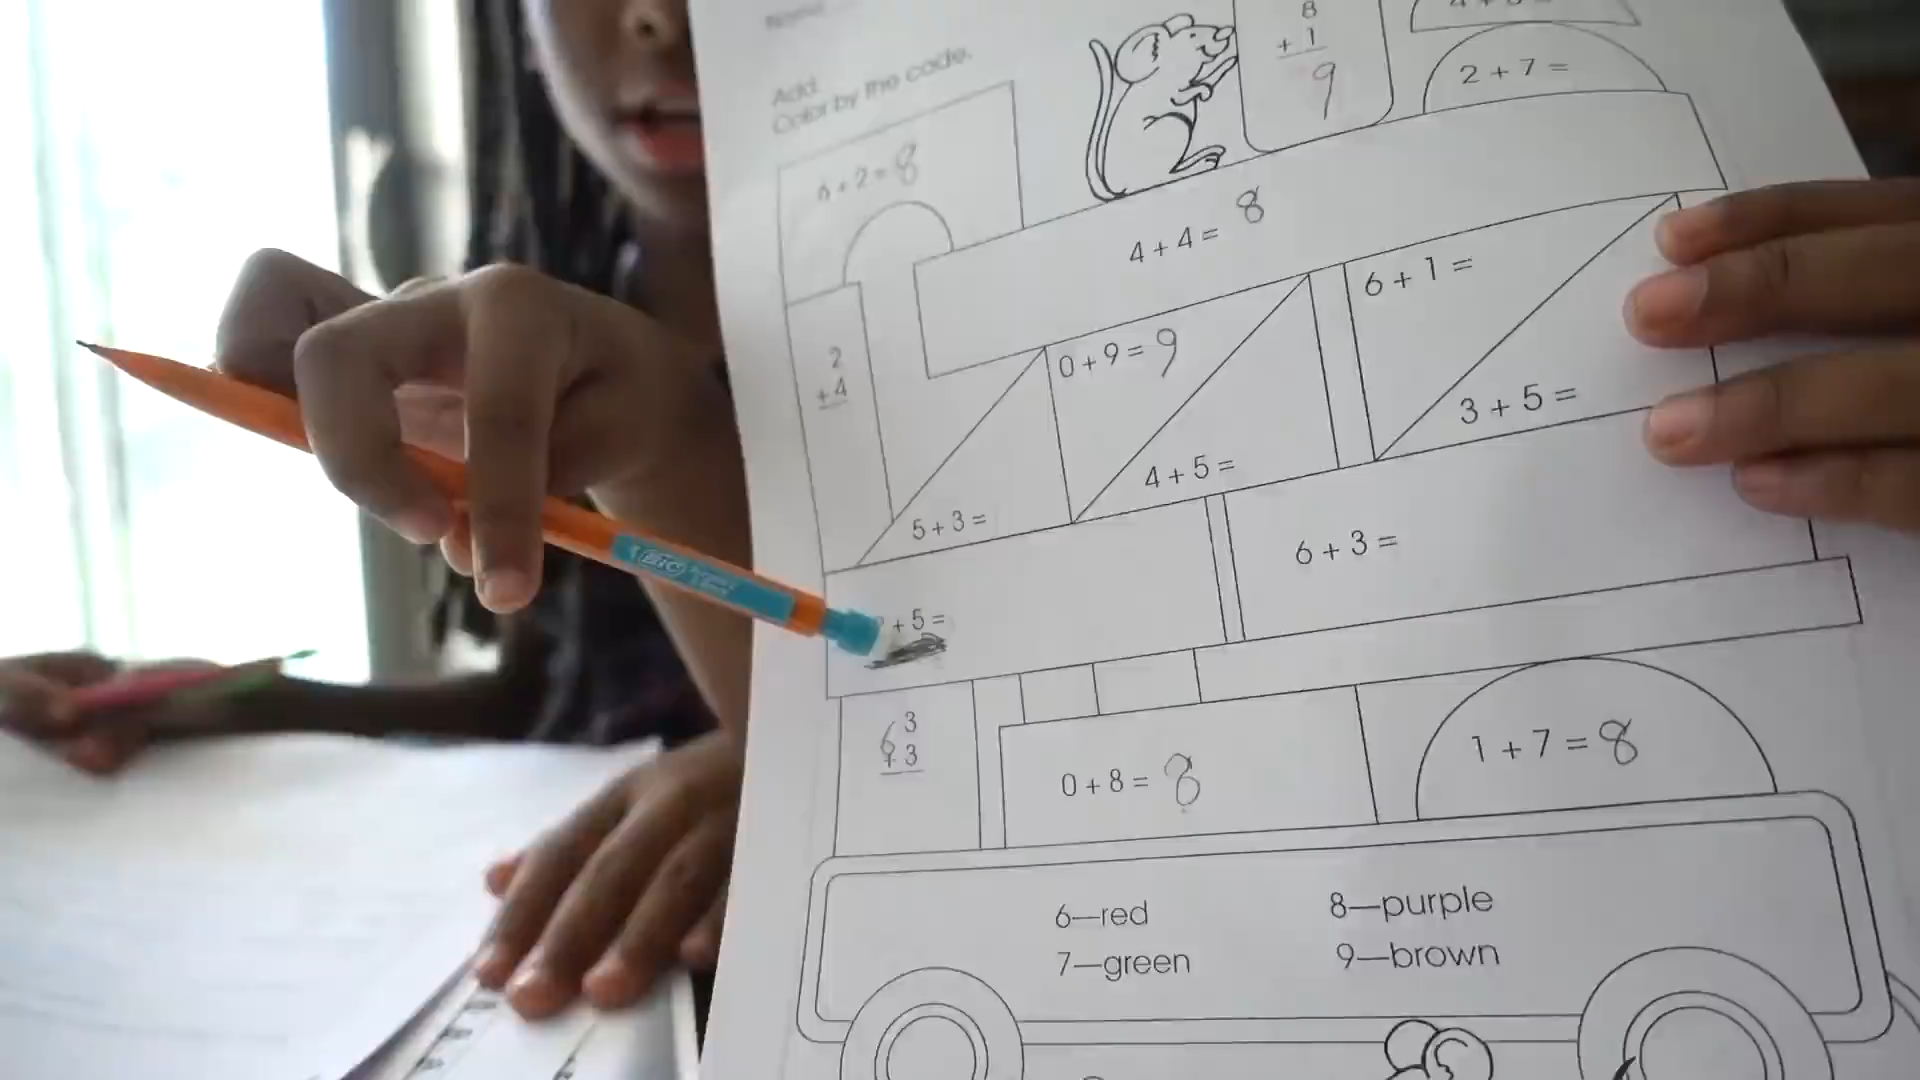 Name
Add.
Color by the code.
8
+ 1
9
2 + 7 =
6 + 2 = 8
4 + 4 = 8
2
+ 4
0 + 9 = 9
6 + 1 =
5 + 3 =
4 + 5 =
3 + 5 =
+ 5 =
6 + 3 =
3
+ 3
6
0 + 8 = 8
1 + 7 = 8
6—red
8—purple
7—green
9—brown